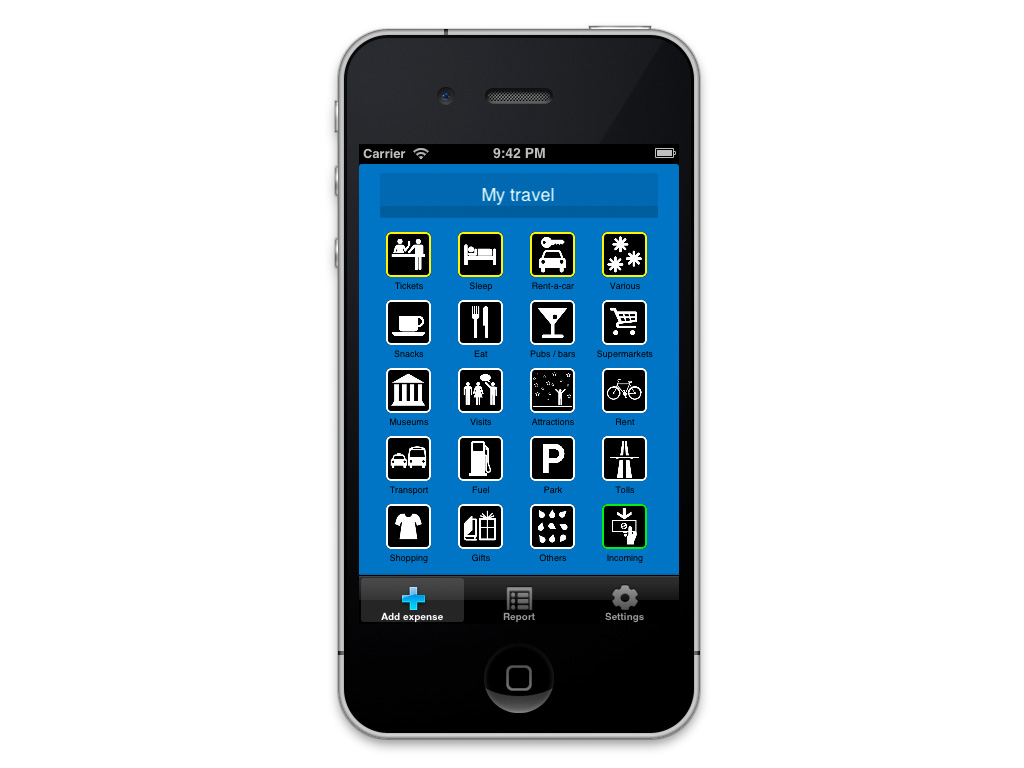 Carrier 9:42 PM
My travel
Tickets Sleep Rent-a-car Various
Snacks Eat Pubs / bars Supermarkets
Museums Visits Attractions Rent
P
Transport Fuel Park Tolls
Shopping Gifts Others Incoming
Add expense Report Settings